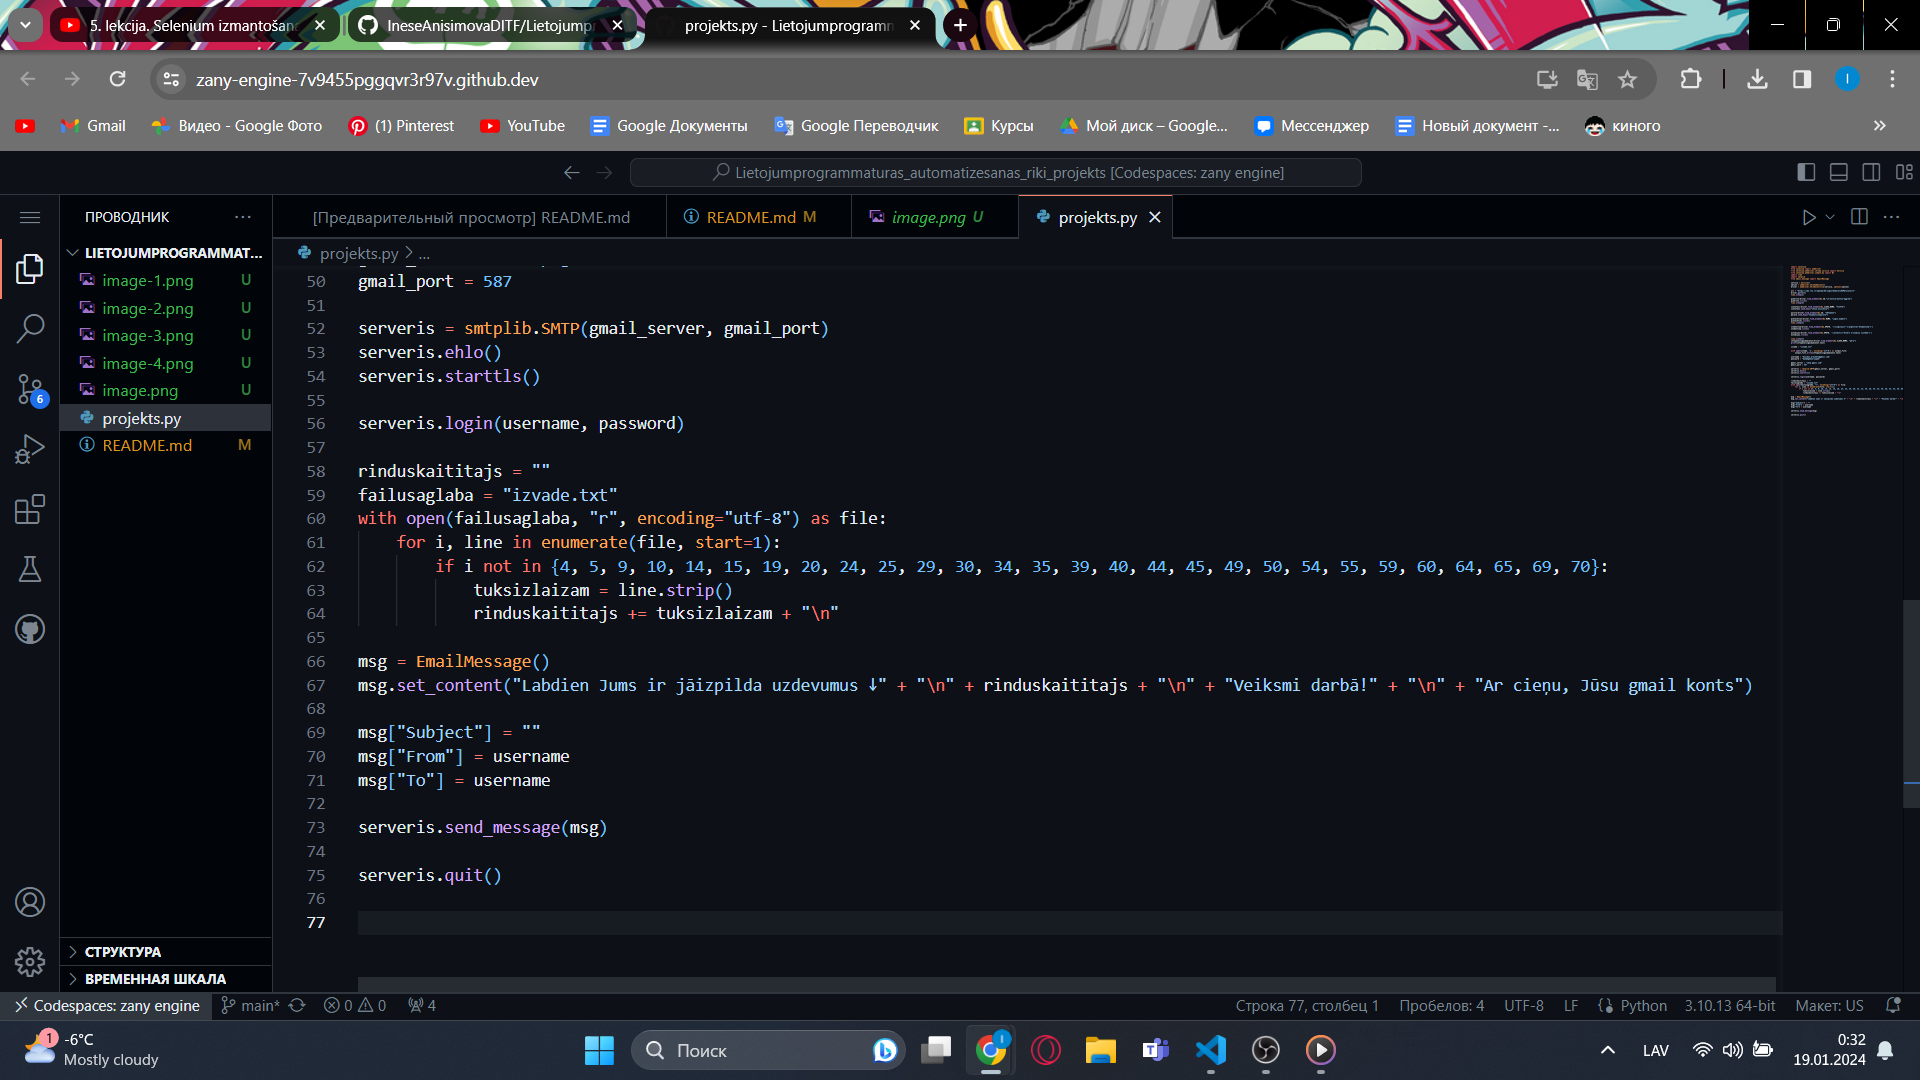 5. lekcija. Selenium izmantošan
IneseAnisimovaDITF/Lietojump
projekts.py - Lietojumprogramm
zany-engine-7v9455pggqvr3r97v.github.dev
I
Gmail
Видео - Google Фото
(1) Pinterest
YouTube
Google Документы
Google Переводчик
Курсы
Мой диск – Google...
Мессенджер
Новый документ -...
киного
Lietojumprogrammaturas_automatizesanas_riki_projekts [Codespaces: zany engine]
ПРОВОДНИК
[Предварительный просмотр] README.md
README.md M
image.png U
projekts.py
LIETOJUMPROGRAMMAT...
projekts.py > ...
image-1.png U
image-2.png U
image-3.png U
image-4.png U
image.png U
projekts.py
README.md M
6
50 gmail_port = 587
51
52 serveris = smtplib.SMTP(gmail_server, gmail_port)
53 serveris.ehlo()
54 serveris.starttls()
55
56 serveris.login(username, password)
57
58 rinduskaititajs = ""
59 failusaglaba = "izvade.txt"
60 with open(failusaglaba, "r", encoding="utf-8") as file:
61 for i, line in enumerate(file, start=1):
62 if i not in {4, 5, 9, 10, 14, 15, 19, 20, 24, 25, 29, 30, 34, 35, 39, 40, 44, 45, 49, 50, 54, 55, 59, 60, 64, 65, 69, 70}:
63 tuksizlaizam = line.strip()
64 rinduskaititajs += tuksizlaizam + "\n"
65
66 msg = EmailMessage()
67 msg.set_content("Labdien Jums ir jāizpilda uzdevumus ↓" + "\n" + rinduskaititajs + "\n" + "Veiksmi darbā!" + "\n" + "Ar cieņu, Jūsu gmail konts")
68
69 msg["Subject"] = ""
70 msg["From"] = username
71 msg["To"] = username
72
73 serveris.send_message(msg)
74
75 serveris.quit()
76
77
СТРУКТУРА
ВРЕМЕННАЯ ШКАЛА
Codespaces: zany engine
main*
0
0
4
Строка 77, столбец 1
Пробелов: 4
UTF-8
LF
Python
3.10.13 64-bit
Макет: US
1
-6°C
Mostly cloudy
Поиск
LAV
0:32
19.01.2024